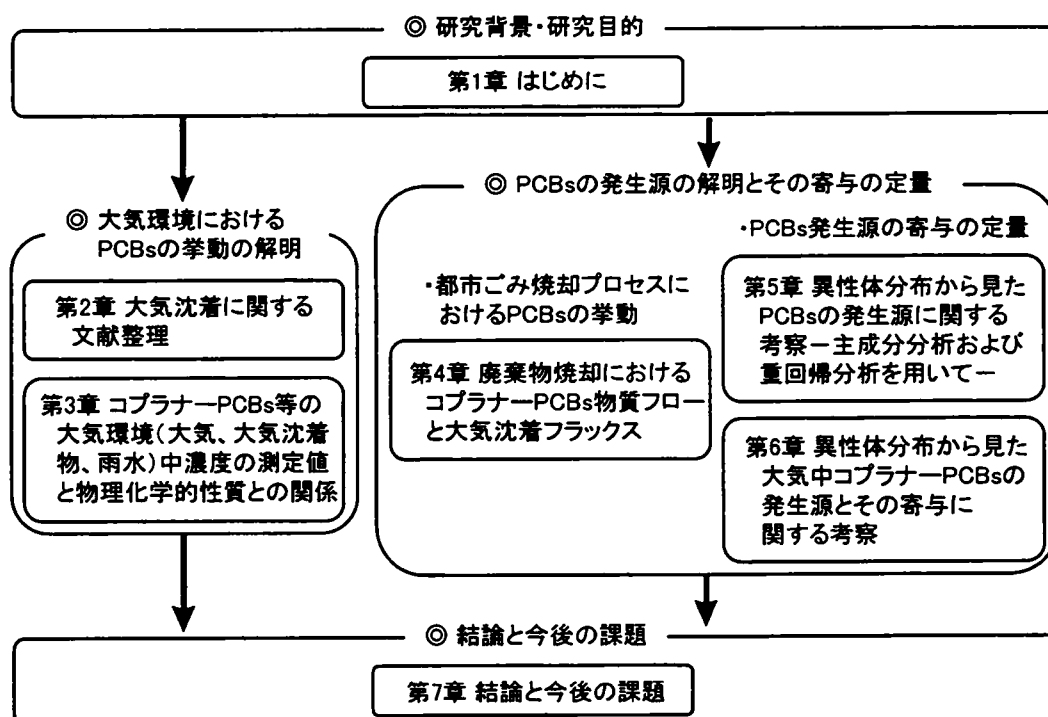 ◎ 研究背景・研究目的
第1章 はじめに
◎ 大気環境における
PCBsの挙動の解明
第2章 大気沈着に関する
文献整理
第3章 コプラナーPCBs等の
大気環境(大気、大気沈着
物、雨水)中濃度の測定値
と物理化学的性質との関係
◎ PCBsの発生源の解明とその寄与の定量
・都市ごみ焼却プロセスに
おけるPCBsの挙動
第4章 廃棄物焼却における
コプラナーPCBs物質フロー
と大気沈着フラックス
・PCBs発生源の寄与の定量
第5章 異性体分布から見た
PCBsの発生源に関する
考察ー主成分分析および
重回帰分析を用いてー
第6章 異性体分布から見た
大気中コプラナーPCBsの
発生源とその寄与に
関する考察
◎ 結論と今後の課題
第7章 結論と今後の課題